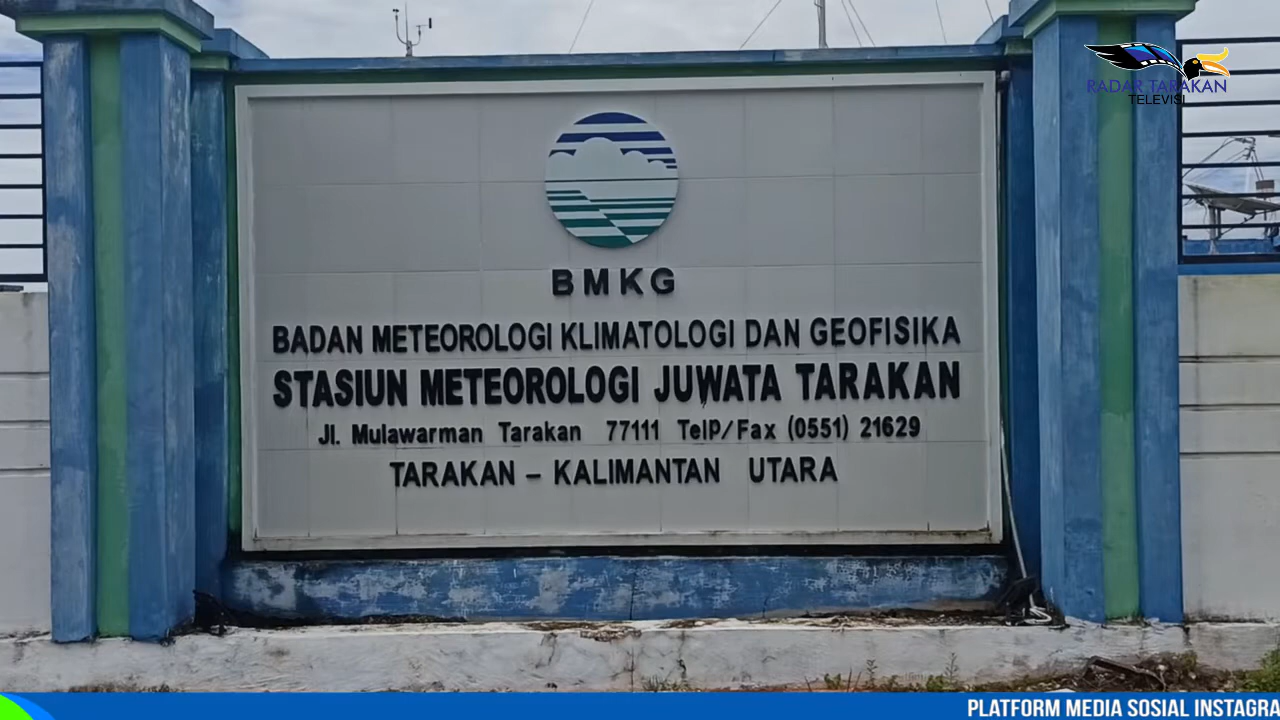 RADAR TARAKAN
TELEVISI
BMKG
BADAN METEOROLOGI KLIMATOLOGI DAN GEOFISIKA
STASIUN METEOROLOGI JUWATA TARAKAN
Jl. Mulawarman Tarakan 77111 TelP/Fax (0551) 21629
TARAKAN – KALIMANTAN UTARA
PLATFORM MEDIA SOSIAL INSTAGRA